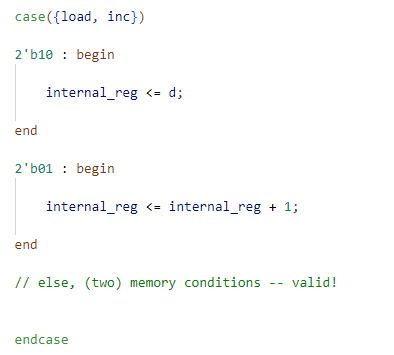 case({load, inc})
2'b10 : begin
internal_reg <= d;
end
2'b01 : begin
internal_reg <= internal_reg + 1;
end
// else, (two) memory conditions -- valid!
endcase